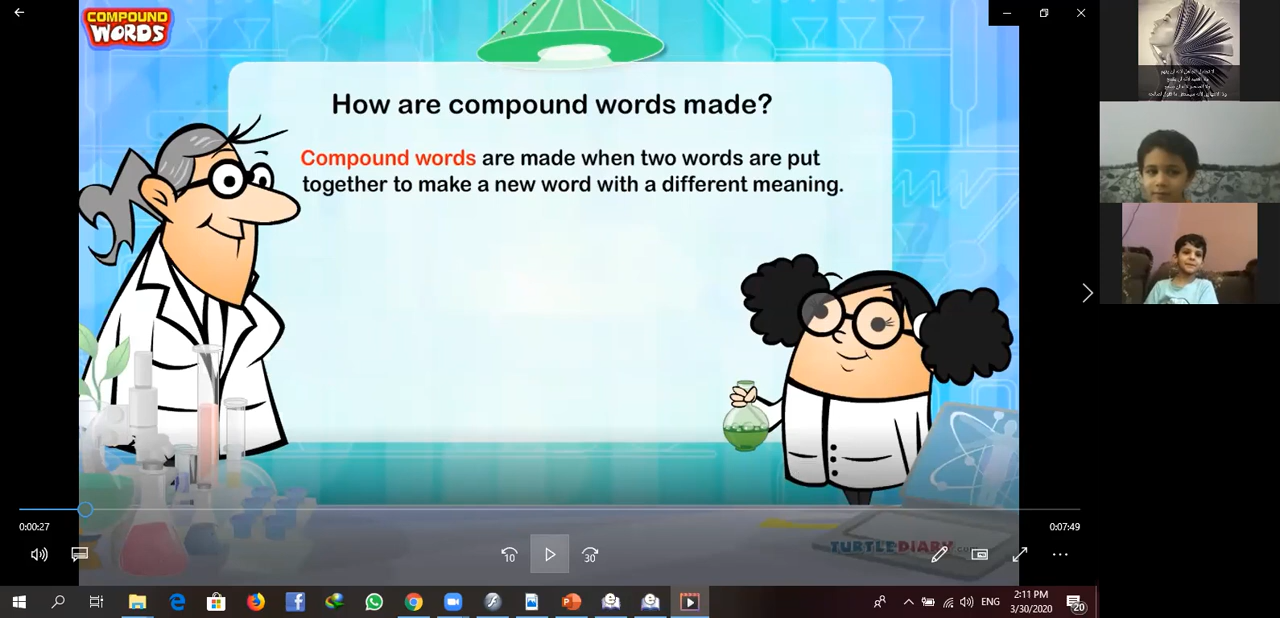 COMPOUND
WORDS
How are compound words made?
Compound words are made when two words are put
together to make a new word with a different meaning.
0:00:27
0:07:49
10
30
TURTLEDIARY
ENG
2:11 PM
3/30/2020
20